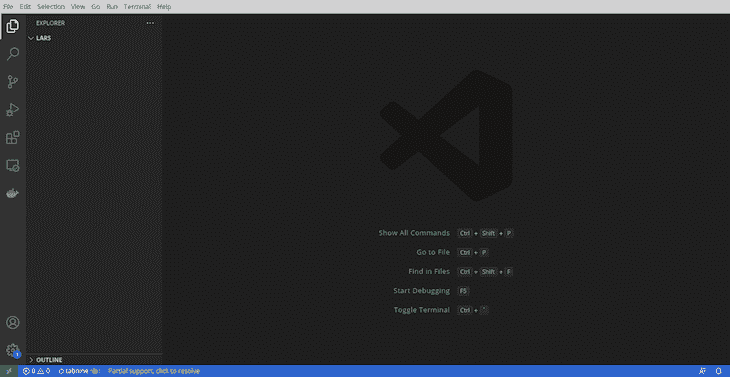 File Edit Selection View Go Run Terminal Help
EXPLORER ...
LARS
Show All Commands Ctrl + Shift + P
Go to File Ctrl + P
Find in Files Ctrl + Shift + F
Start Debugging F5
Toggle Terminal Ctrl + `
1
OUTLINE
0 0 tabnine Partial support, click to resolve